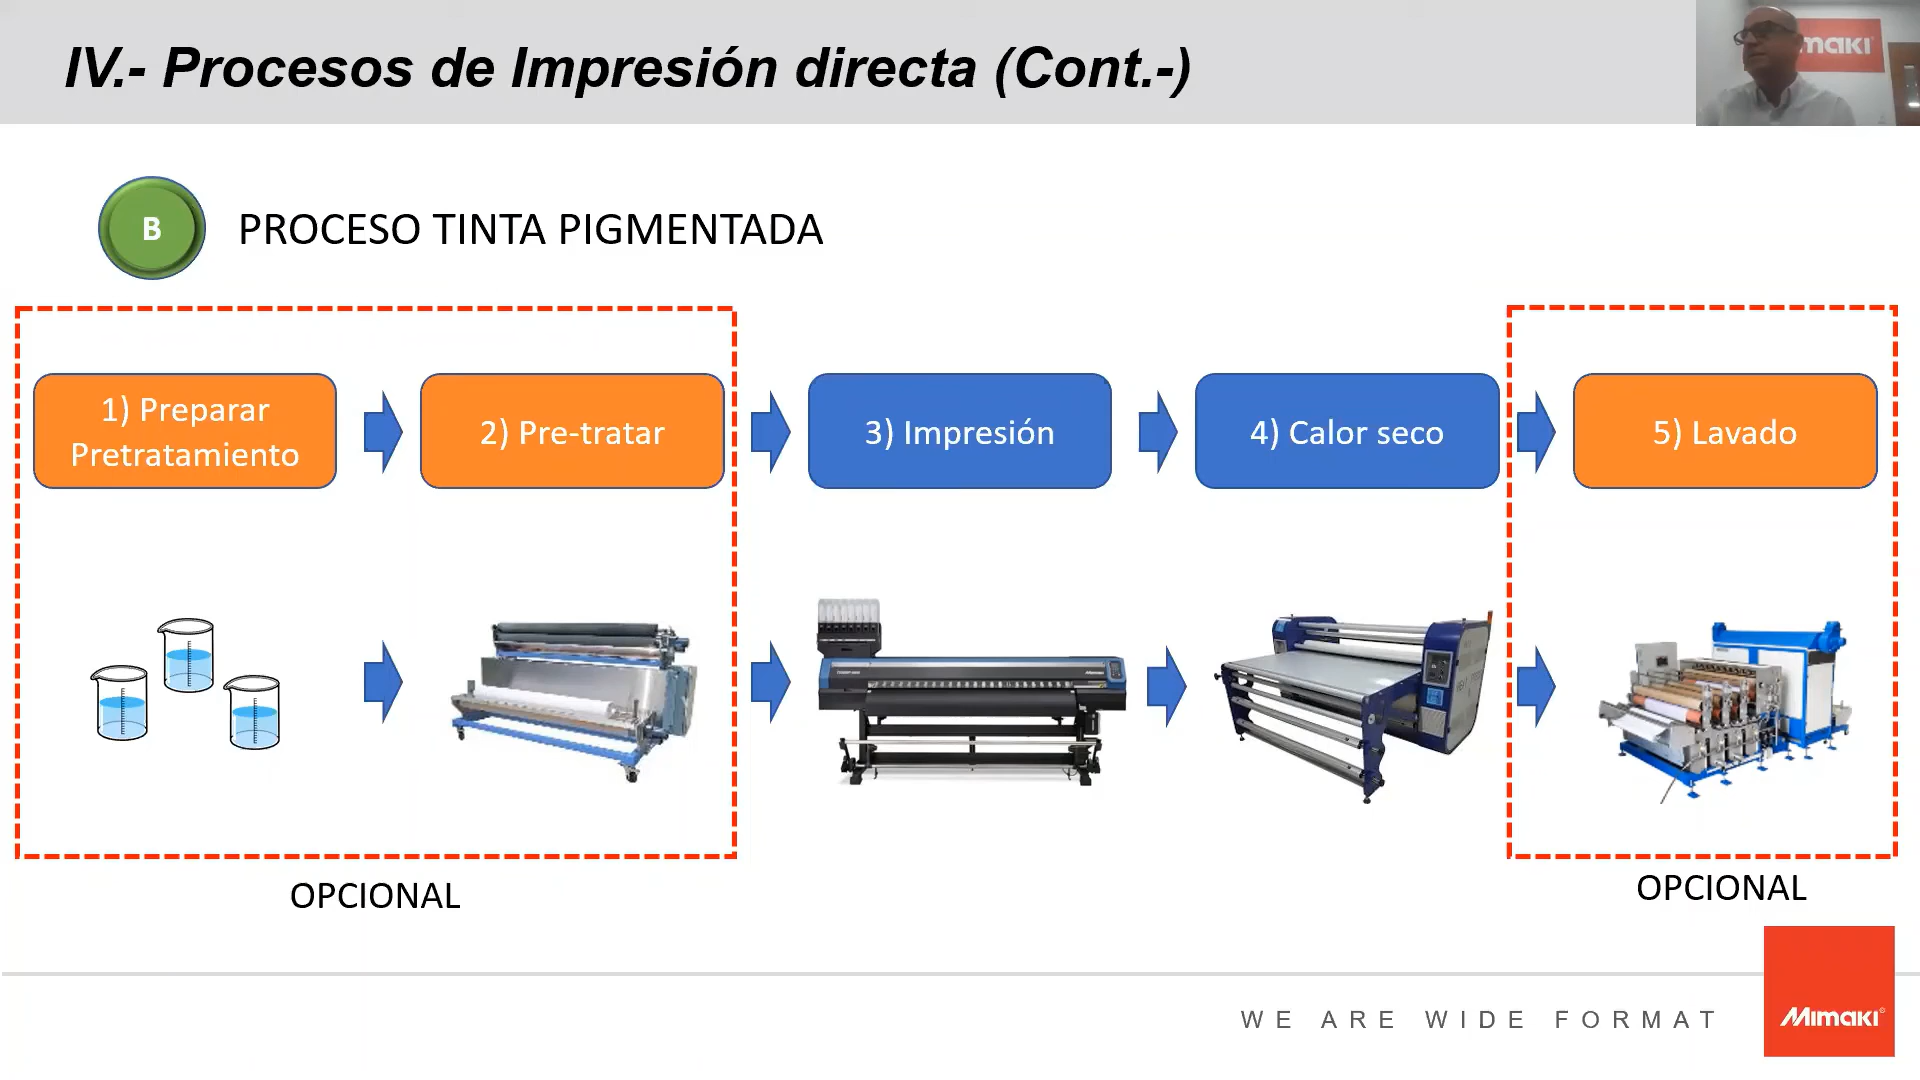 IV.- Procesos de Impresión directa (Cont.-)
maki
B
PROCESO TINTA PIGMENTADA
1) Preparar
Pretratamiento
2) Pre-tratar
3) Impresión
4) Calor seco
5) Lavado
OPCIONAL
OPCIONAL
WE ARE WIDE FORMAT
Mimaki